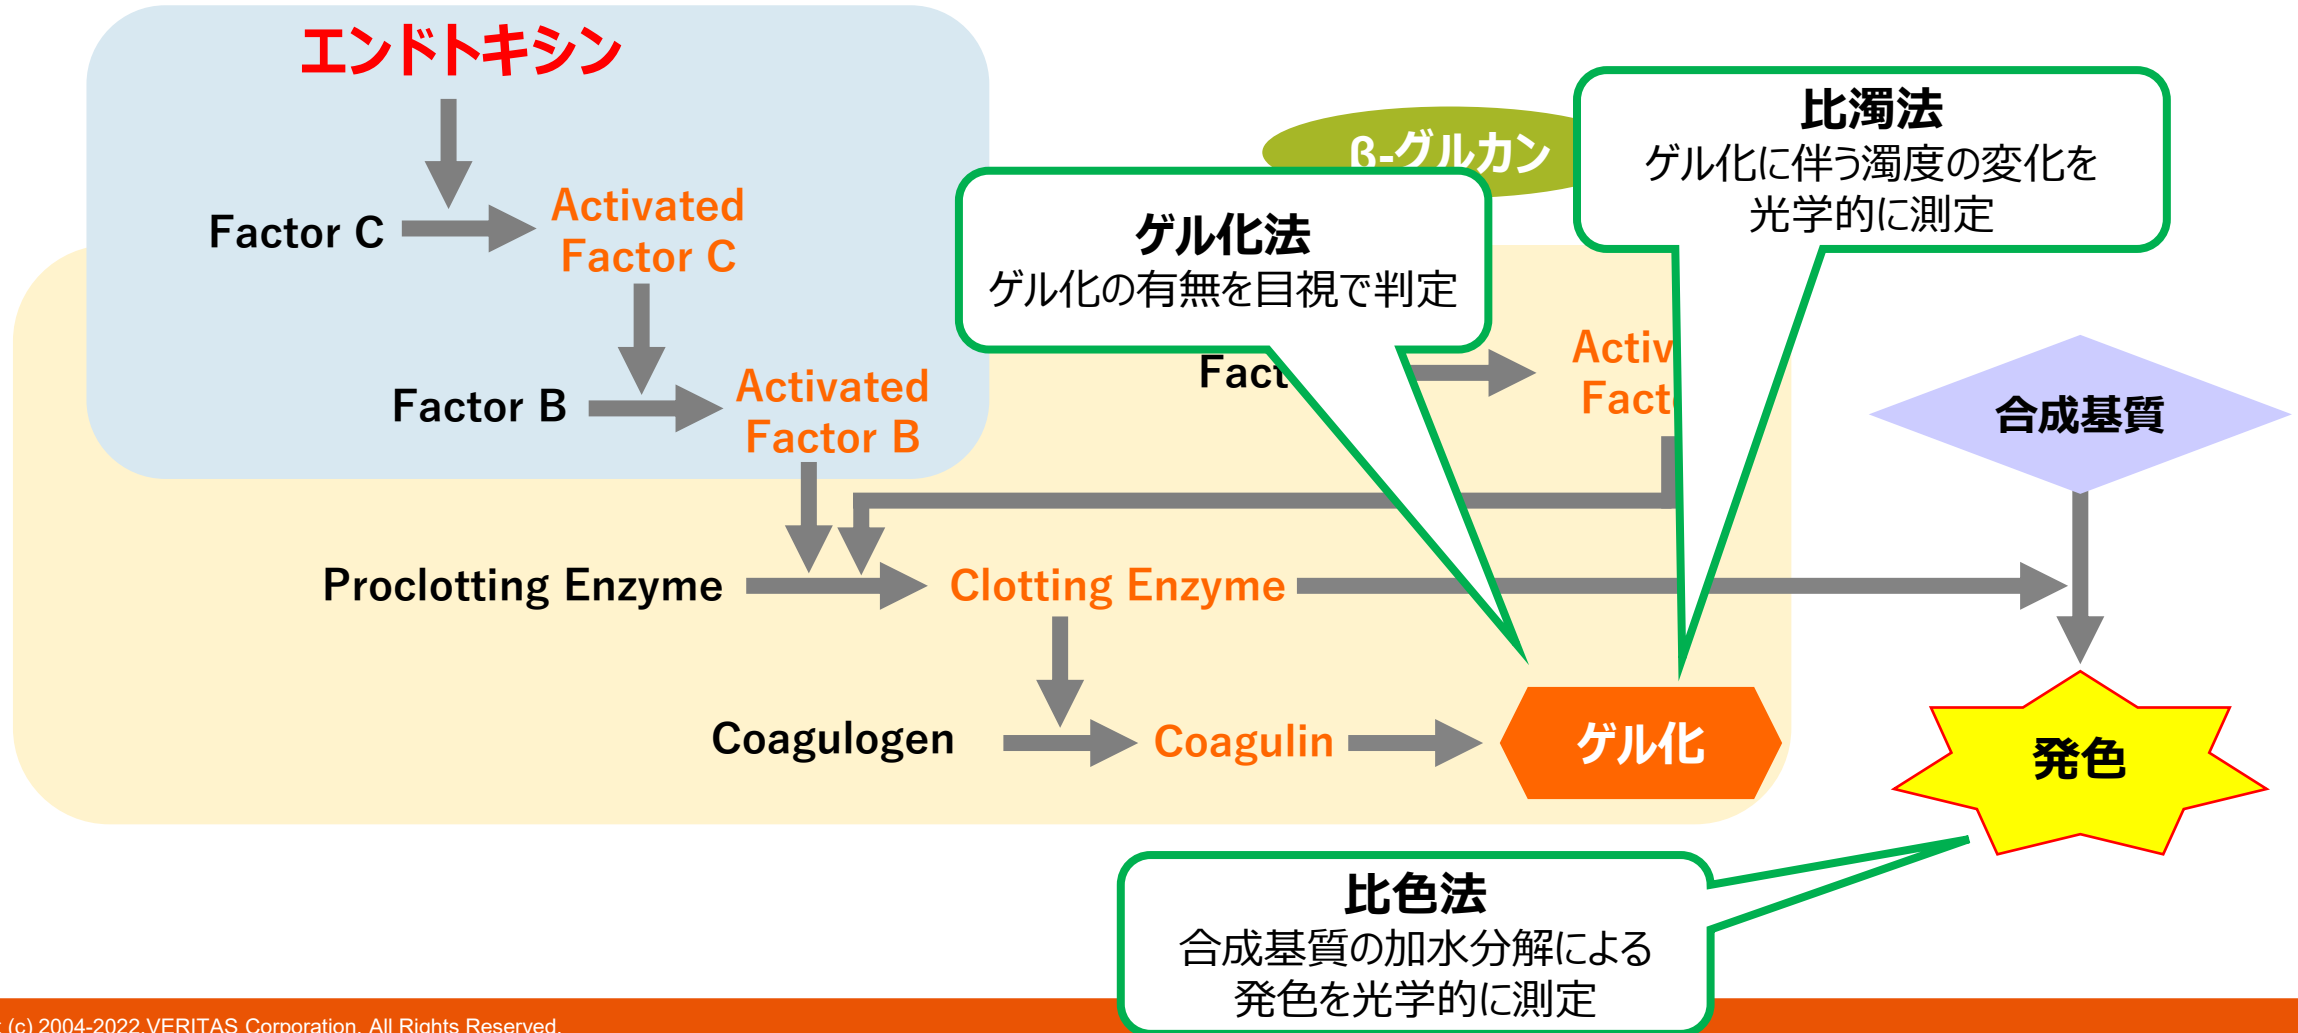 エンドトキシン
Factor C
Activated
Factor C
Factor B
Activated
Factor B
β-グルカン
ゲル化法
ゲル化の有無を目視で判定
比濁法
ゲル化に伴う濁度の変化を
光学的に測定
合成基質
Proclotting Enzyme
Clotting Enzyme
Coagulogen
Coagulin
ゲル化
発色
比色法
合成基質の加水分解による
発色を光学的に測定
(c) 2004-2022.VERITAS Corporation. All Rights Reserved.